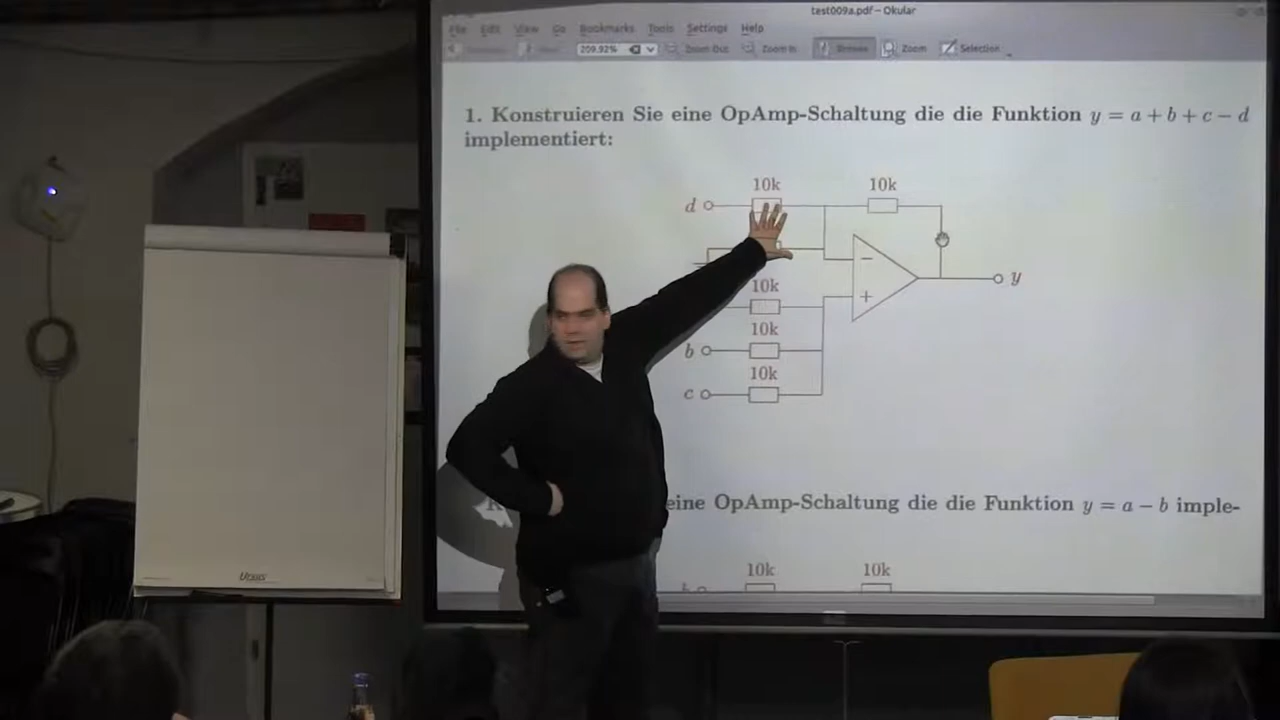 test009a.pdf – Okular
File Edit View Go Bookmarks Tools Settings Help
209,92% Zoom Out Zoom In Browse Zoom Selection
1. Konstruieren Sie eine OpAmp-Schaltung die die Funktion y = a + b + c − d
implementiert:
10k 10k
d
−
y
10k
+
10k
b
10k
c
eine OpAmp-Schaltung die die Funktion y = a − b imple-
10k 10k